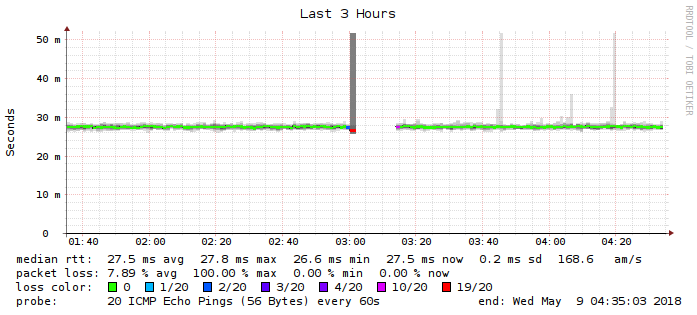 Last 3 Hours
RRDTOOL / TOBI OETIKER
Seconds
50 m
40 m
30 m
20 m
10 m
0
01:40 02:00 02:20 02:40 03:00 03:20 03:40 04:00 04:20
median rtt: 27.5 ms avg 27.8 ms max 26.6 ms min 27.5 ms now 0.2 ms sd 168.6 am/s
packet loss: 7.89 % avg 100.00 % max 0.00 % min 0.00 % now
loss color: 0 1/20 2/20 3/20 4/20 10/20 19/20
probe: 20 ICMP Echo Pings (56 Bytes) every 60s end: Wed May 9 04:35:03 2018